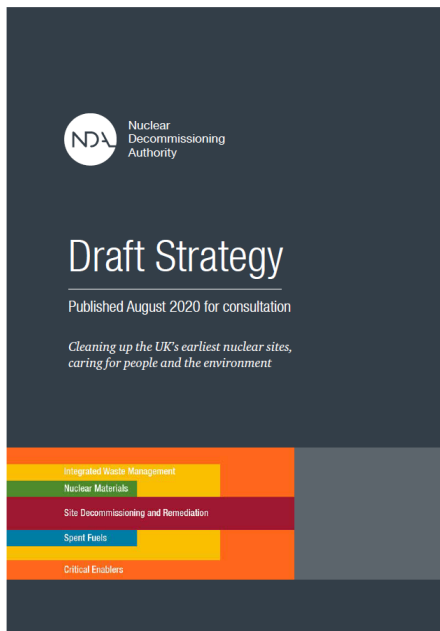 NDA
Nuclear
Decommissioning
Authority
Draft Strategy
Published August 2020 for consultation
Cleaning up the UK's earliest nuclear sites,
caring for people and the environment
Integrated Waste Management
Nuclear Materials
Site Decommissioning and Remediation
Spent Fuels
Critical Enablers